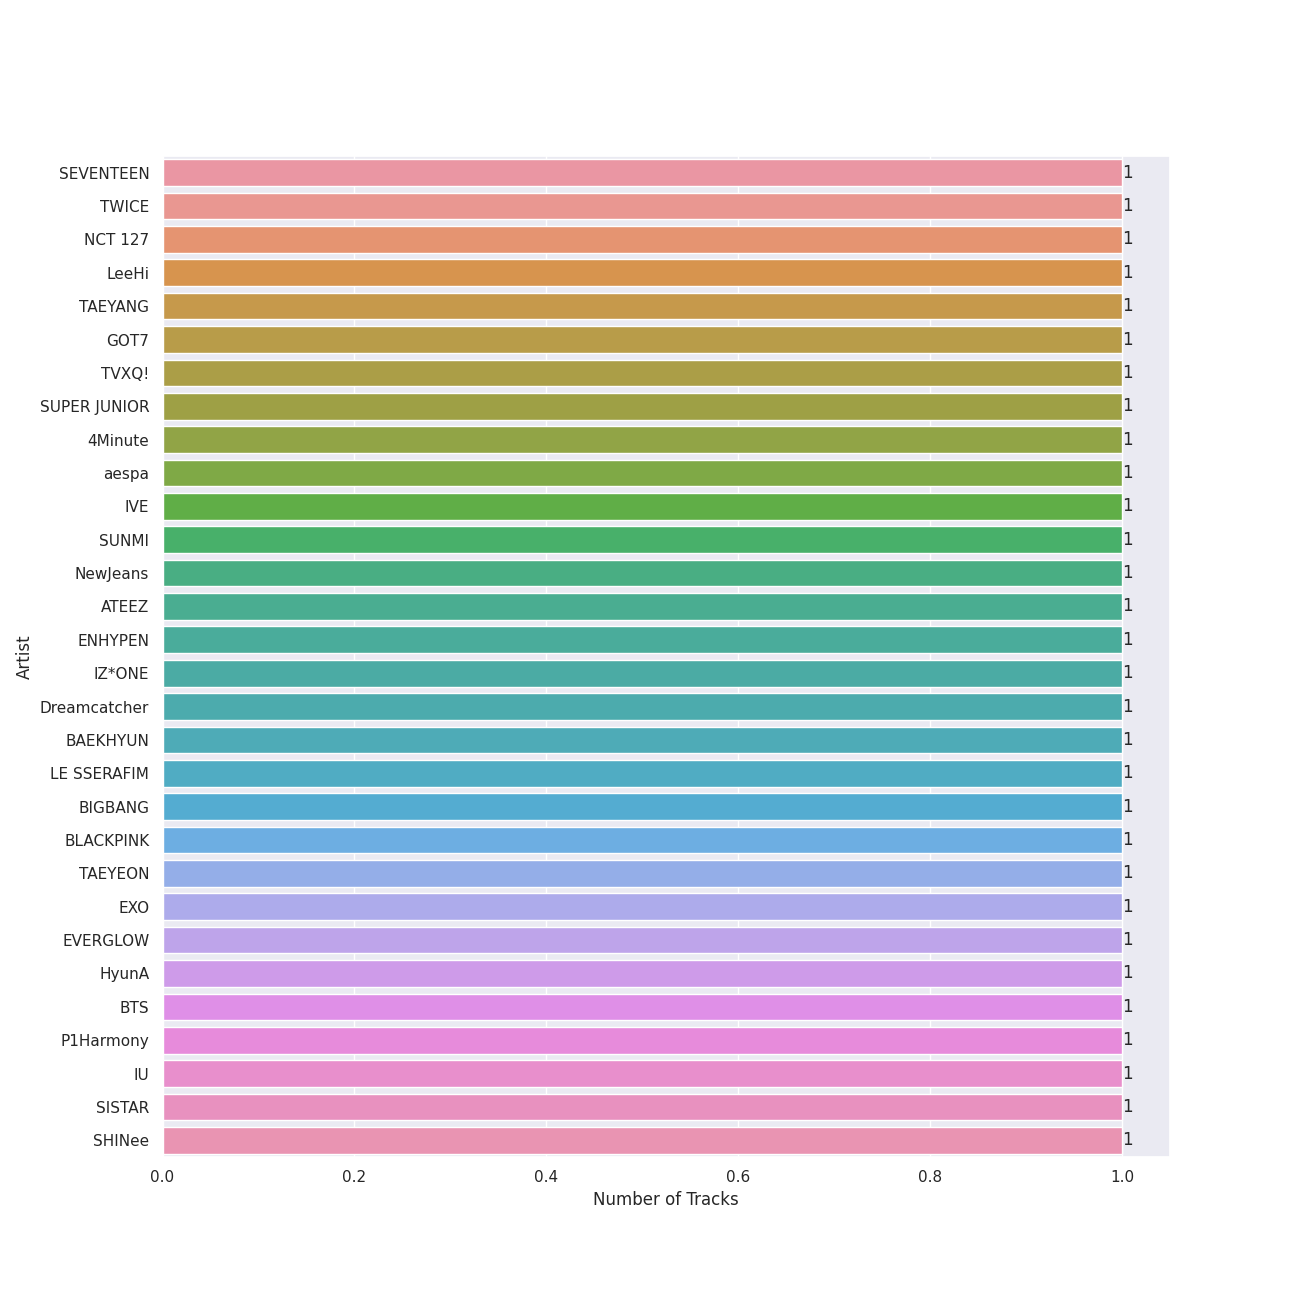 SEVENTEEN 1
TWICE 1
NCT 127 1
LeeHi 1
TAEYANG 1
GOT7 1
TVXQ! 1
SUPER JUNIOR 1
4Minute 1
aespa 1
IVE 1
SUNMI 1
NewJeans 1
ATEEZ 1
ENHYPEN 1
IZ*ONE 1
Dreamcatcher 1
BAEKHYUN 1
LE SSERAFIM 1
BIGBANG 1
BLACKPINK 1
TAEYEON 1
EXO 1
EVERGLOW 1
HyunA 1
BTS 1
P1Harmony 1
IU 1
SISTAR 1
SHINee 1
Artist
0.0 0.2 0.4 0.6 0.8 1.0
Number of Tracks